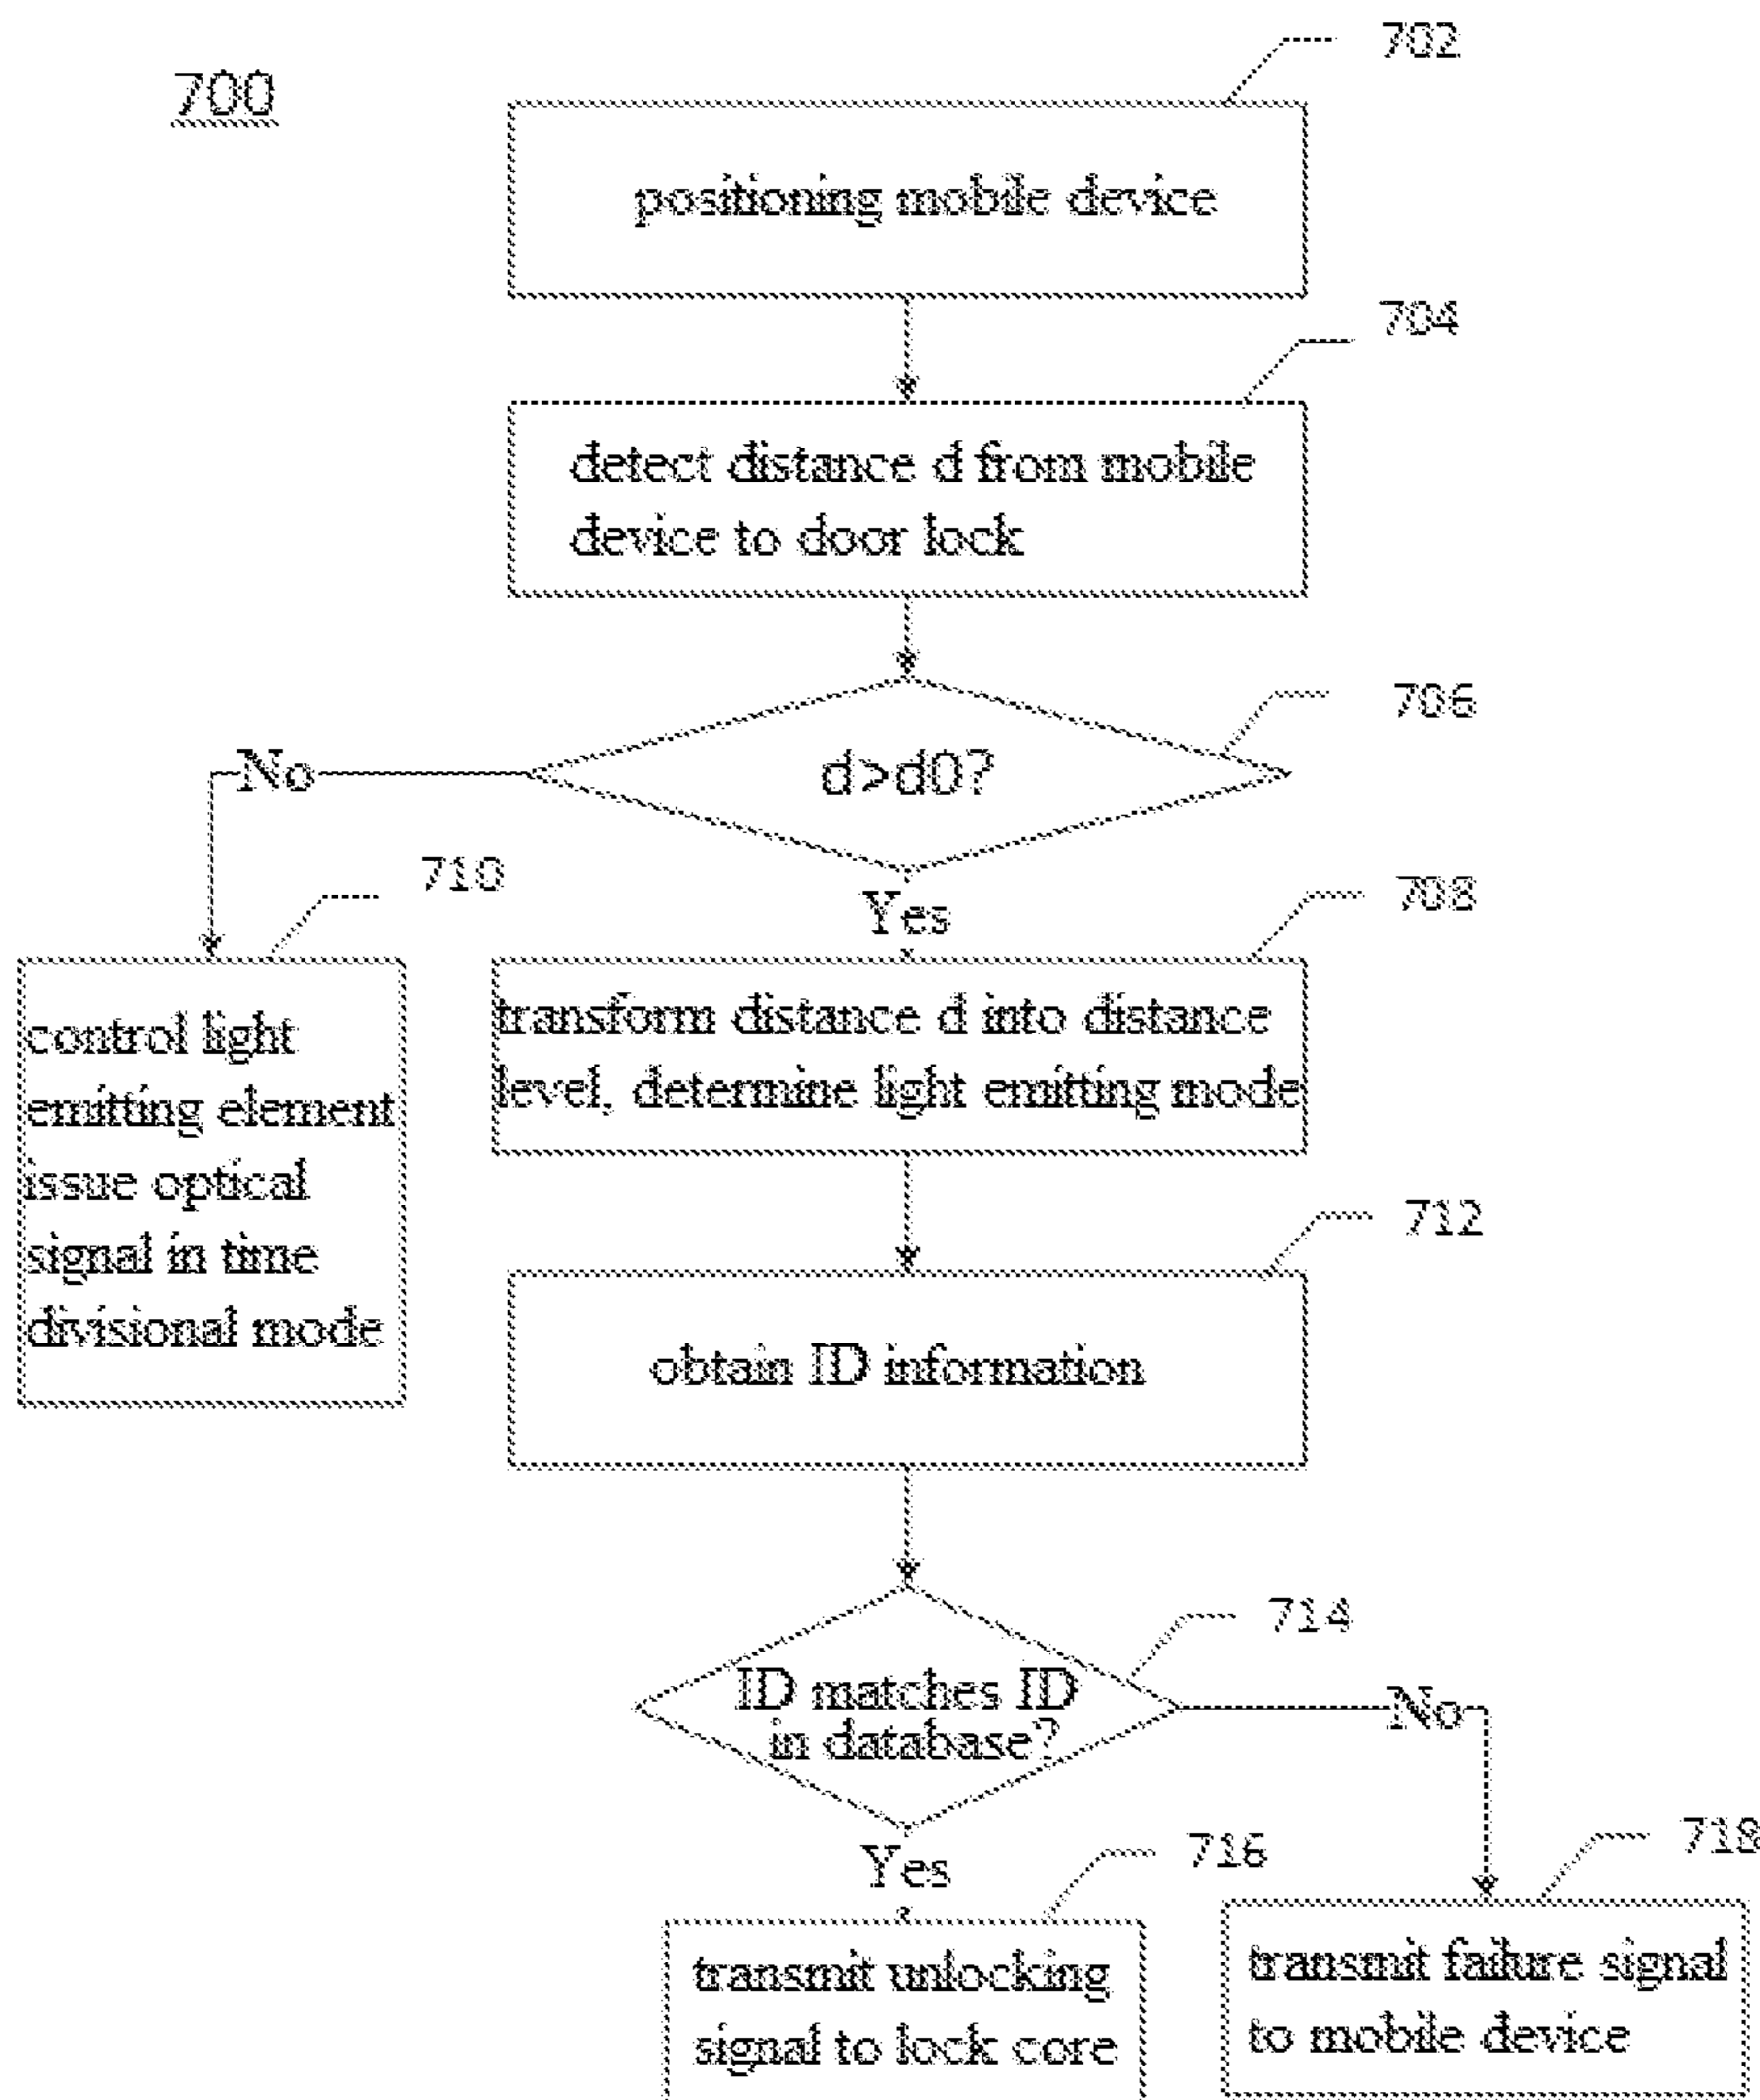 700
702
positioning mobile device
704
detect distance d from mobile
device to door lock
706
d>d0?
No
Yes
710
708
control light
emitting element
issue optical
signal in time
divisional mode
transform distance d into distance
level, determine light emitting mode
712
obtain ID information
714
ID matches ID
in database?
No
Yes
716
718
transmit unlocking
signal to lock core
transmit failure signal
to mobile device